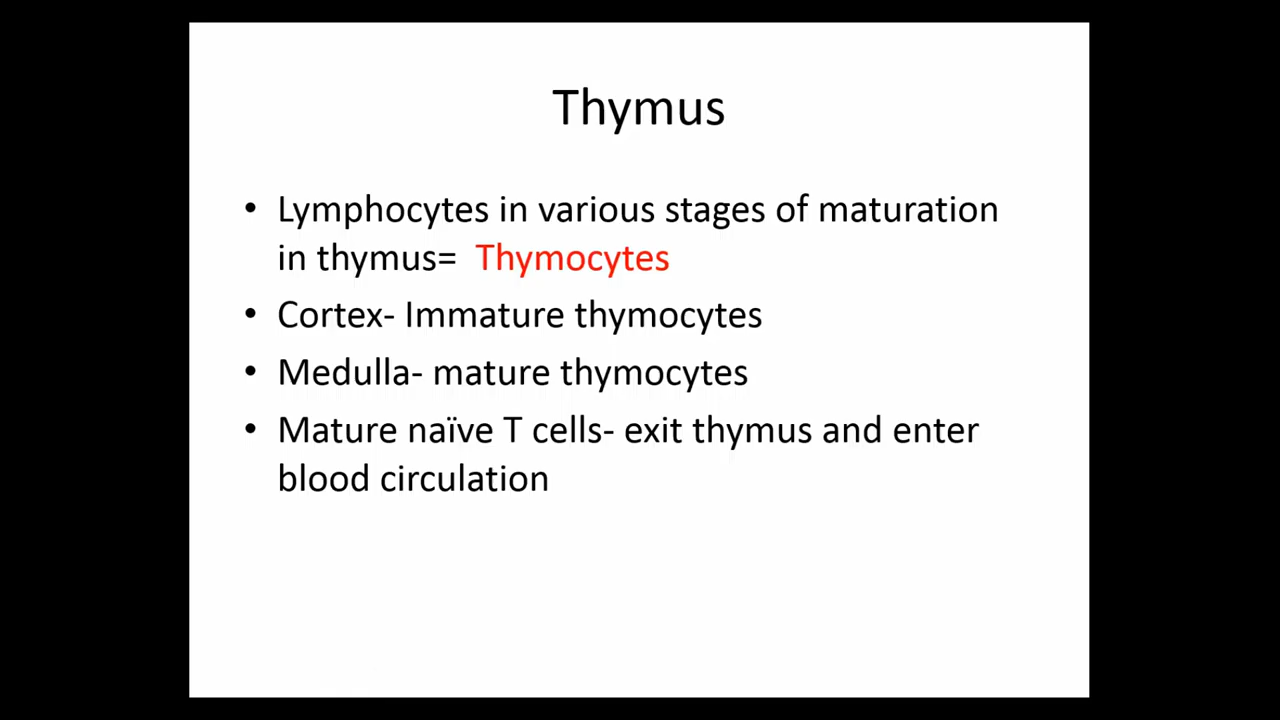 Thymus
• Lymphocytes in various stages of maturation
in thymus= Thymocytes
• Cortex- Immature thymocytes
• Medulla- mature thymocytes
• Mature naïve T cells- exit thymus and enter
blood circulation